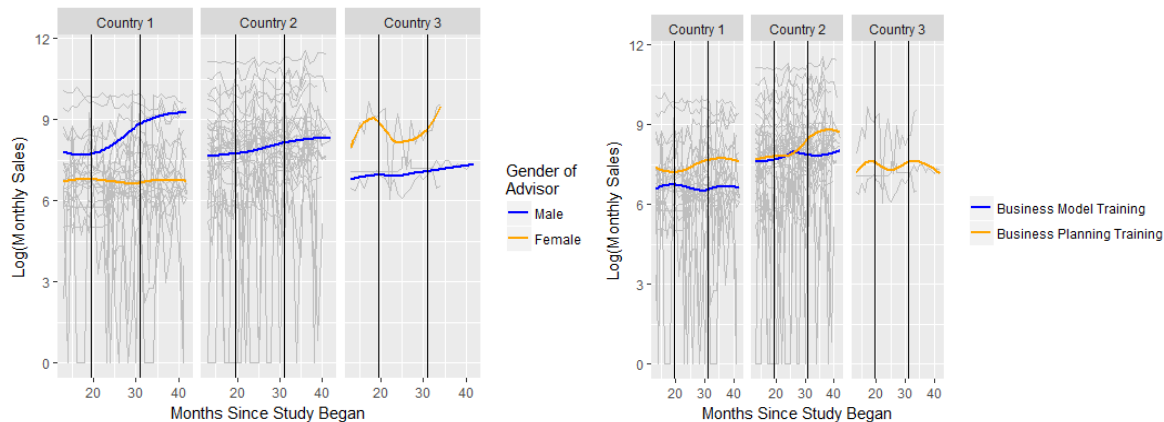 Country 1
Country 2
Country 3
12
9
6
3
0
Log(Monthly Sales)
20 30 40
20 30 40
20 30 40
Months Since Study Began
Gender of
Advisor
Male
Female
Country 1
Country 2
Country 3
12
9
6
3
0
Log(Monthly Sales)
20 30 40
20 30 40
20 30 40
Months Since Study Began
Business Model Training
Business Planning Training